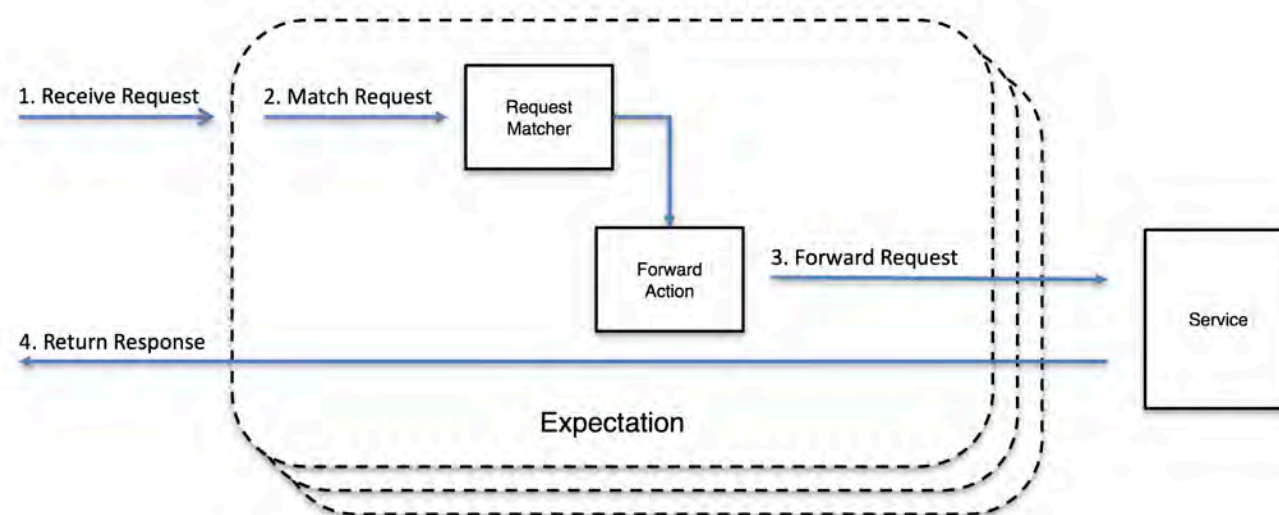 1. Receive Request
2. Match Request
Request
Matcher
Forward
Action
3. Forward Request
Service
4. Return Response
Expectation